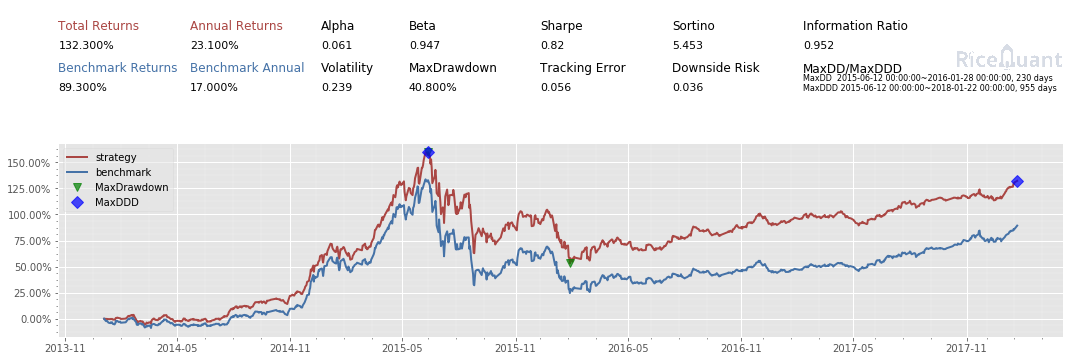 Total Returns Annual Returns Alpha Beta Sharpe Sortino Information Ratio
132.300% 23.100% 0.061 0.947 0.82 5.453 0.952
RiceQuant
Benchmark Returns Benchmark Annual Volatility MaxDrawdown Tracking Error Downside Risk MaxDD/MaxDDD
MaxDD 2015-06-12 00:00:00~2016-01-28 00:00:00, 230 days
89.300% 17.000% 0.239 40.800% 0.056 0.036 MaxDDD 2015-06-12 00:00:00~2018-01-22 00:00:00, 955 days
strategy
benchmark
MaxDrawdown
MaxDDD
150.00%
125.00%
100.00%
75.00%
50.00%
25.00%
0.00%
2013-11 2014-05 2014-11 2015-05 2015-11 2016-05 2016-11 2017-05 2017-11